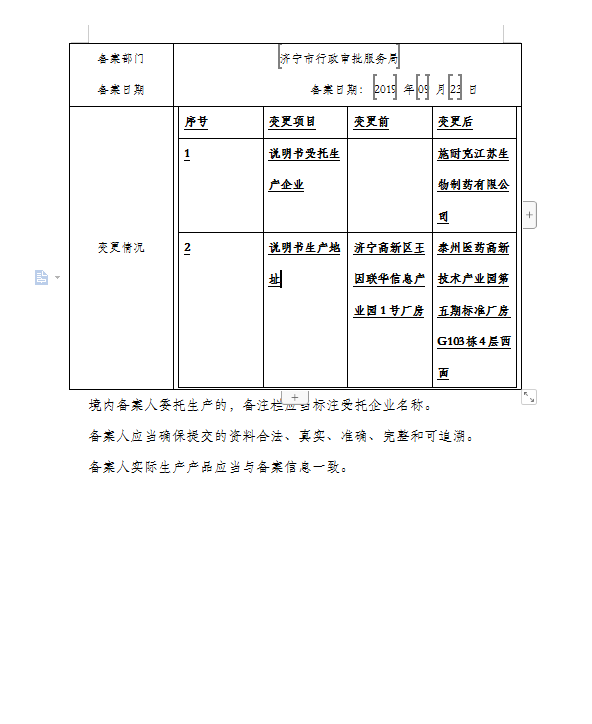 备案部门
备案日期
济宁市行政审批服务局
备案日期： 2019 年 09 月 23 日
变更情况
序号 变更项目 变更前 变更后
1 说明书受托生 施耐克江苏生
产企业 物制药有限公
司
2 说明书生产地 济宁高新区王 泰州医药高新
址 因联华信息产 技术产业园第
业园1号厂房 五期标准厂房
G103栋4层西
面
境内备案人委托生产的，备注栏应当标注受托企业名称。
备案人应当确保提交的资料合法、真实、准确、完整和可追溯。
备案人实际生产产品应当与备案信息一致。